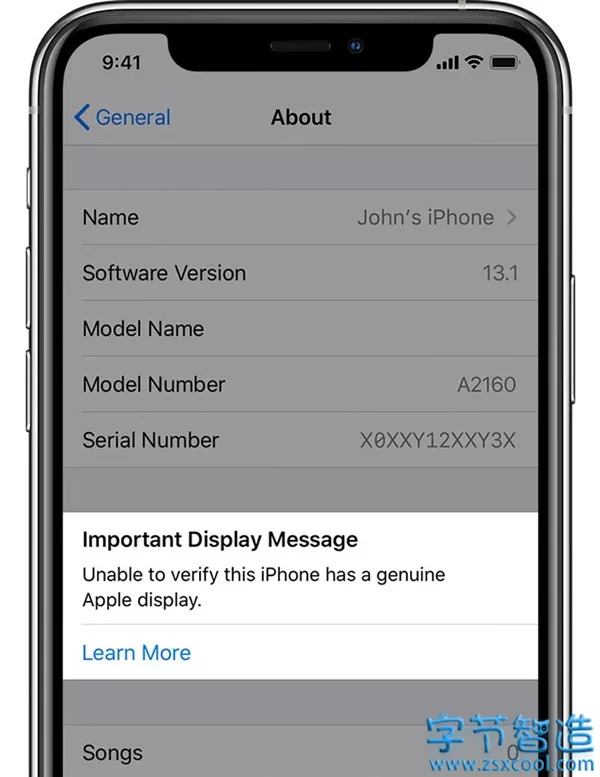 9:41
General
About
Name
John's iPhone
Software Version
13.1
Model Name
Model Number
A2160
Serial Number
X0XXY12XXY3X
Important Display Message
Unable to verify this iPhone has a genuine
Apple display.
Learn More
Songs
0
字节智造
www.zsxcool.com